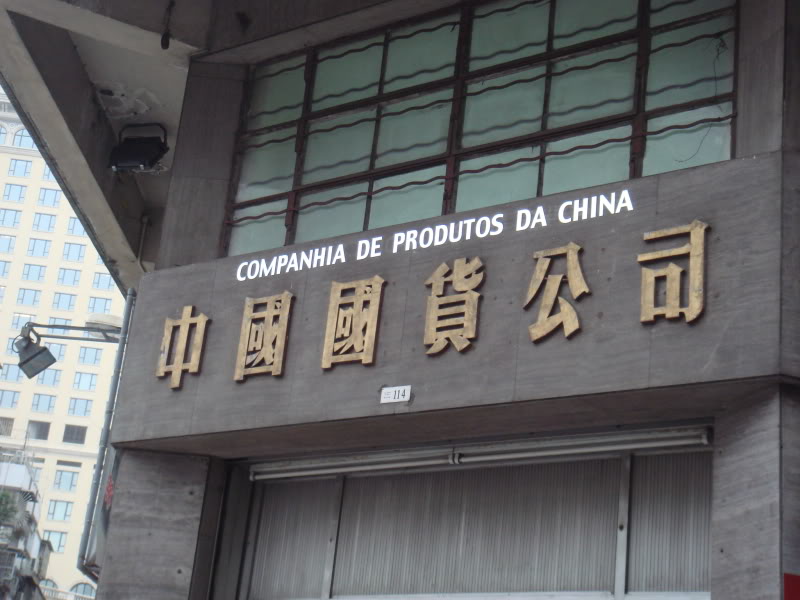 COMPANHIA DE PRODUTOS DA CHINA
中國國貨公司
114